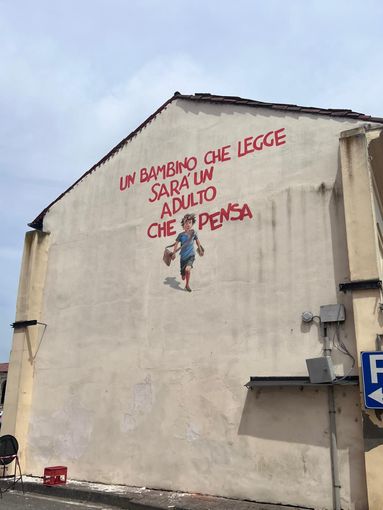 UN BAMBINO CHE LEGGE
SARÀ UN
ADULTO
CHE PENSA
P